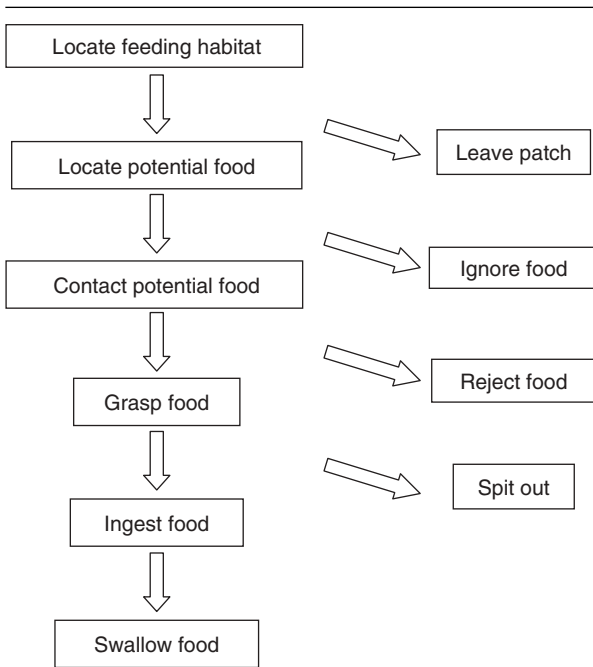 Locate feeding habitat
Leave patch
Locate potential food
Ignore food
Contact potential food
Reject food
Grasp food
Spit out
Ingest food
Swallow food